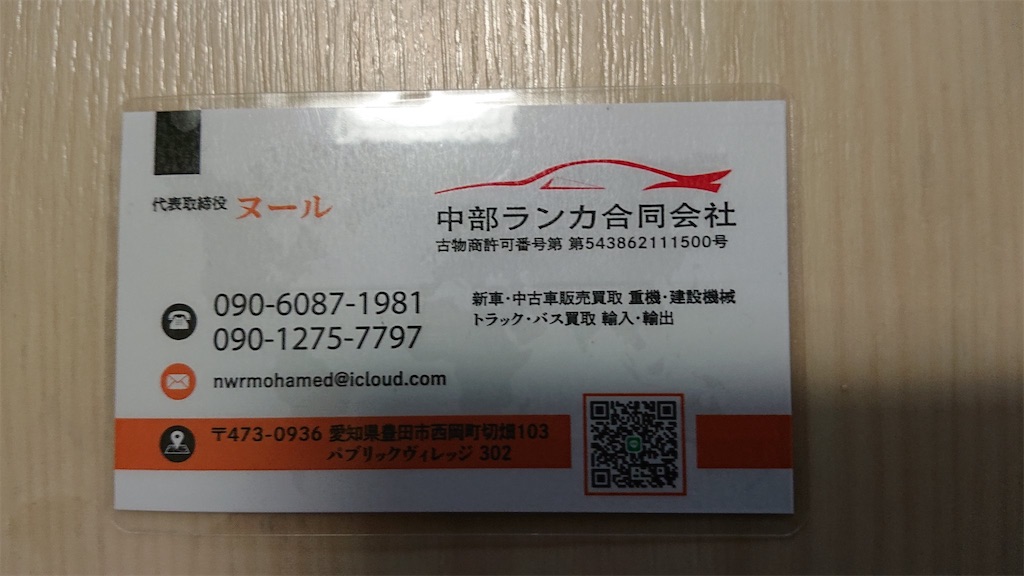 代表取締役 ヌール
中部ランカ合同会社
古物商許可番号第 第543862111500号
090-6087-1981
090-1275-7797
新車・中古車販売買取 重機・建設機械
トラック・バス買取 輸入・輸出
nwrmohamed@icloud.com
〒473-0936 愛知県豊田市西岡町切畑103
パブリックヴィレッジ 302